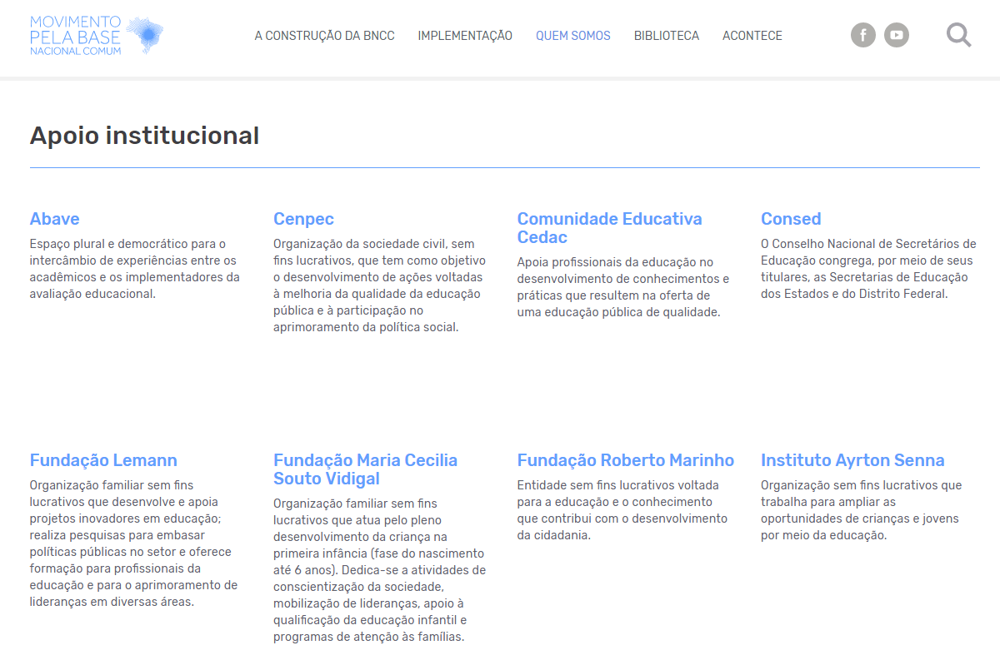 MOVIMENTO
PELA BASE
NACIONAL COMUM
A CONSTRUÇÃO DA BNCC
IMPLEMENTAÇÃO
QUEM SOMOS
BIBLIOTECA
ACONTECE
Apoio institucional
Abave
Espaço plural e democrático para o
intercâmbio de experiências entre os
acadêmicos e os implementadores da
avaliação educacional.
Cenpec
Organização da sociedade civil, sem
fins lucrativos, que tem como objetivo
o desenvolvimento de ações voltadas
à melhoria da qualidade da educação
pública e à participação no
aprimoramento da política social.
Comunidade Educativa
Cedac
Apoia profissionais da educação no
desenvolvimento de conhecimentos e
práticas que resultem na oferta de
uma educação pública de qualidade.
Consed
O Conselho Nacional de Secretários de
Educação congrega, por meio de seus
titulares, as Secretarias de Educação
dos Estados e do Distrito Federal.
Fundação Lemann
Organização familiar sem fins
lucrativos que desenvolve e apoia
projetos inovadores em educação;
realiza pesquisas para embasar
políticas públicas no setor e oferece
formação para profissionais da
educação e para o aprimoramento de
lideranças em diversas áreas.
Fundação Maria Cecilia
Souto Vidigal
Organização familiar sem fins
lucrativos que atua pelo pleno
desenvolvimento da criança na
primeira infância (fase do nascimento
até 6 anos). Dedica-se a atividades de
conscientização da sociedade,
mobilização de lideranças, apoio à
qualificação da educação infantil e
programas de atenção às famílias.
Fundação Roberto Marinho
Entidade sem fins lucrativos voltada
para a educação e o conhecimento
que contribui com o desenvolvimento
da cidadania.
Instituto Ayrton Senna
Organização sem fins lucrativos que
trabalha para ampliar as
oportunidades de crianças e jovens
por meio da educação.